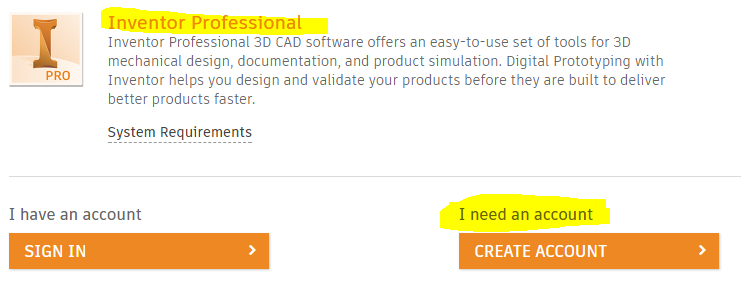 Inventor Professional
Inventor Professional 3D CAD software offers an easy-to-use set of tools for 3D
mechanical design, documentation, and product simulation. Digital Prototyping with
Inventor helps you design and validate your products before they are built to deliver
better products faster.
I
PRO
System Requirements
I have an account
I need an account
SIGN IN
CREATE ACCOUNT